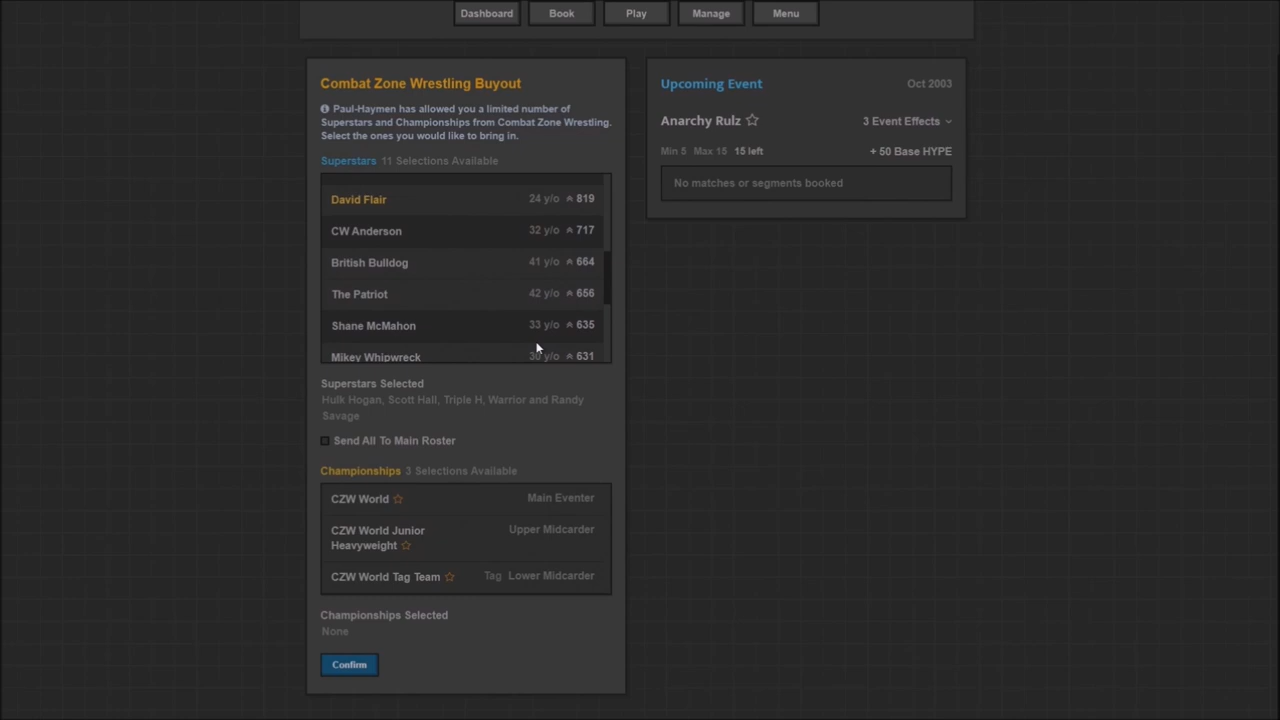 Dashboard Book Play Manage Menu
Combat Zone Wrestling Buyout
Paul-Haymen has allowed you a limited number of
Superstars and Championships from Combat Zone Wrestling.
Select the ones you would like to bring in.
Superstars 11 Selections Available
David Flair 24 y/o 819
CW Anderson 32 y/o 717
British Bulldog 41 y/o 664
The Patriot 42 y/o 656
Shane McMahon 33 y/o 635
Mikey Whipwreck 30 y/o 631
Superstars Selected
Hulk Hogan, Scott Hall, Triple H, Warrior and Randy
Savage
Send All To Main Roster
Championships 3 Selections Available
CZW World Main Eventer
CZW World Junior
Heavyweight Upper Midcarder
CZW World Tag Team Tag Lower Midcarder
Championships Selected
None
Confirm
Upcoming Event Oct 2003
Anarchy Rulz 3 Event Effects
Min 5 Max 15 15 left + 50 Base HYPE
No matches or segments booked